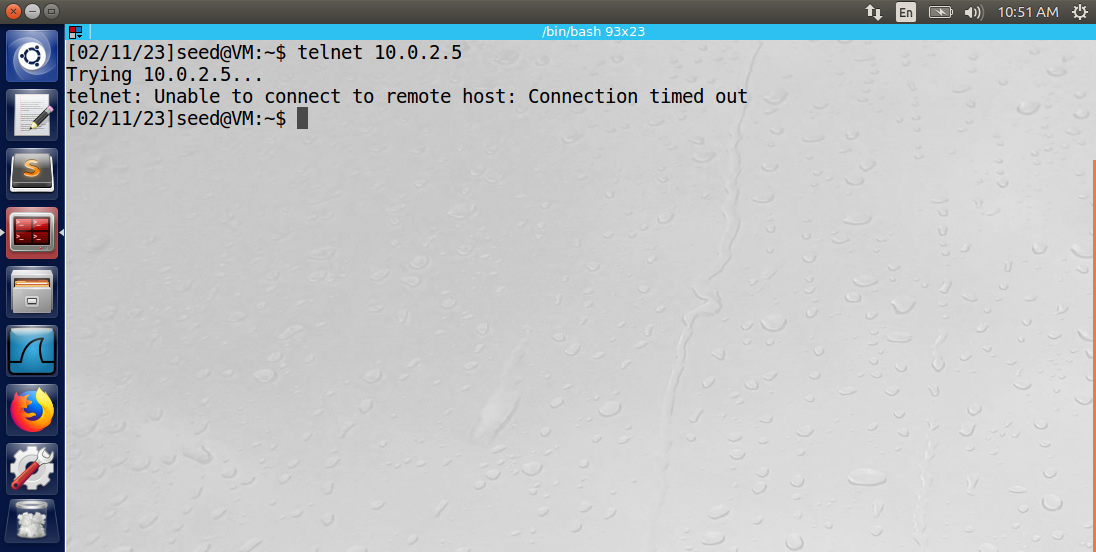 En 10:51 AM
/bin/bash 93x23
[02/11/23]seed@VM:~$ telnet 10.0.2.5
Trying 10.0.2.5...
telnet: Unable to connect to remote host: Connection timed out
[02/11/23]seed@VM:~$
S